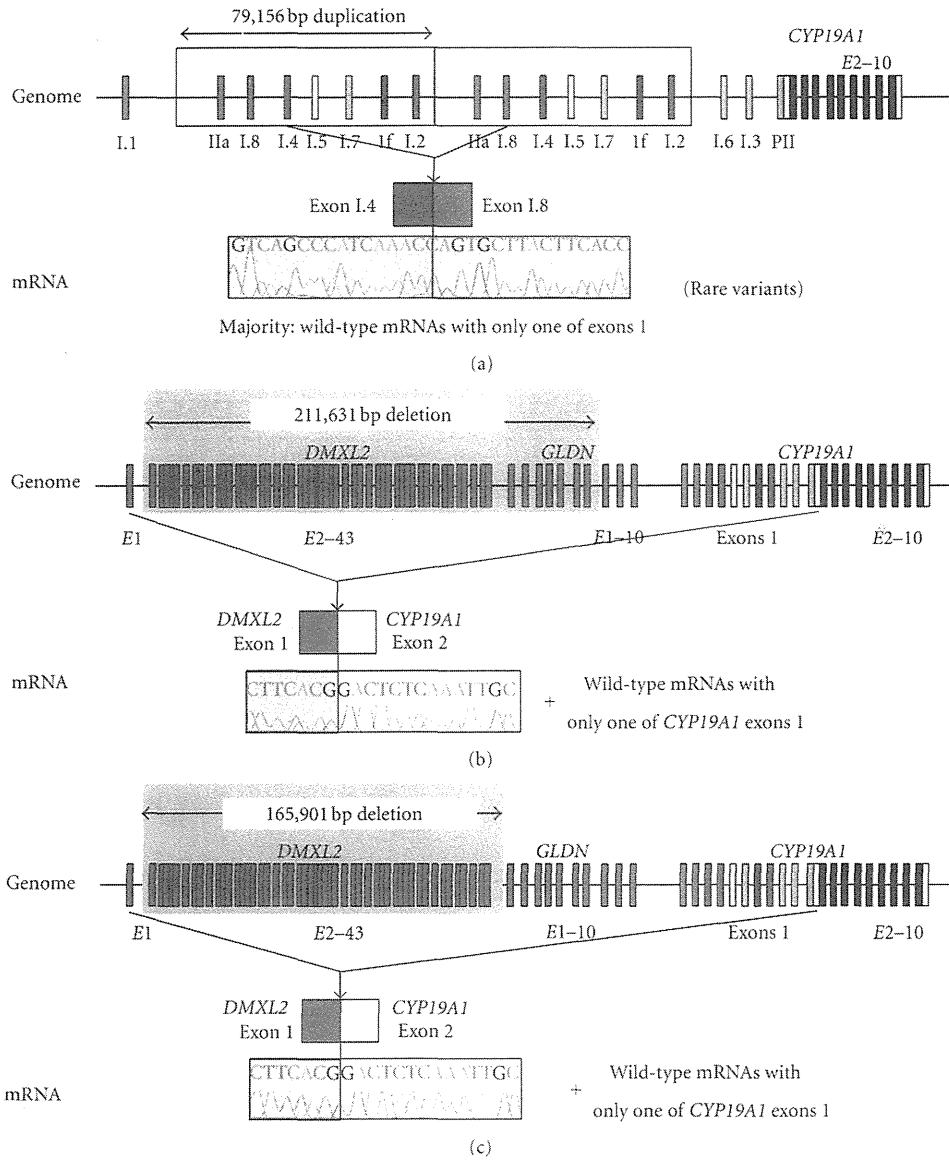 79,156 bp duplication
CYP19A1
E2–10
Genome
I.1 IIa I.8 I.4 I.5 I.7 1f I.2 IIa I.8 I.4 I.5 I.7 1f I.2 I.6 I.3 PII
Exon I.4 Exon I.8
GTCAGCCCATCAAACCAGTGCTTACTTCACC
mRNA
(Rare variants)
Majority: wild-type mRNAs with only one of exons 1
(a)
211,631 bp deletion
DMXL2 GLDN CYP19A1
Genome
E1 E2–43 E1–10 Exons 1 E2–10
DMXL2 CYP19A1
Exon 1 Exon 2
mRNA
CTTCACGGACTCTCAAATTGC
+ Wild-type mRNAs with
only one of CYP19A1 exons 1
(b)
165,901 bp deletion
DMXL2 GLDN CYP19A1
Genome
E1 E2–43 E1–10 Exons 1 E2–10
DMXL2 CYP19A1
Exon 1 Exon 2
mRNA
CTTCACGGACTCTCAAATTGC
+ Wild-type mRNAs with
only one of CYP19A1 exons 1
(c)